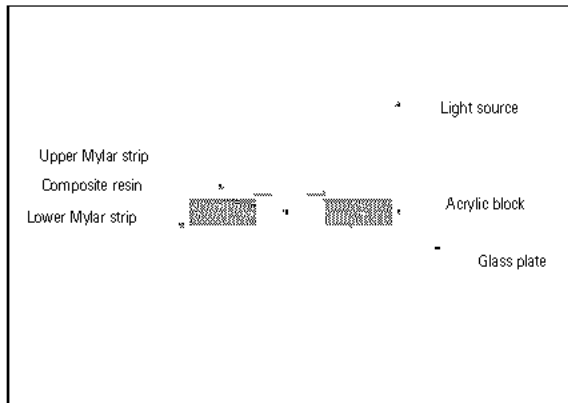 Light source
Upper Mylar strip
Composite resin
Acrylic block
Lower Mylar strip
Glass plate